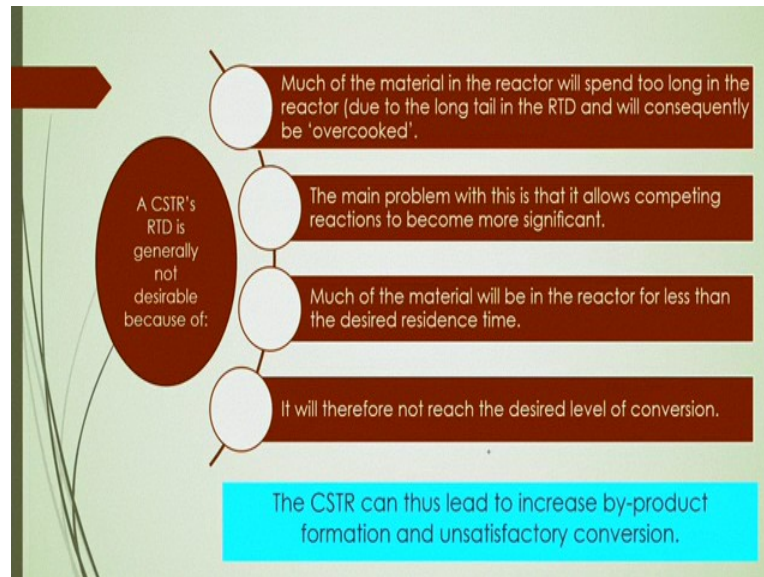 A CSTR's
RTD is
generally
not
desirable
because of:
Much of the material in the reactor will spend too long in the
reactor (due to the long tail in the RTD and will consequently
be 'overcooked'.
The main problem with this is that it allows competing
reactions to become more significant.
Much of the material will be in the reactor for less than
the desired residence time.
It will therefore not reach the desired level of conversion.
The CSTR can thus lead to increase by-product
formation and unsatisfactory conversion.